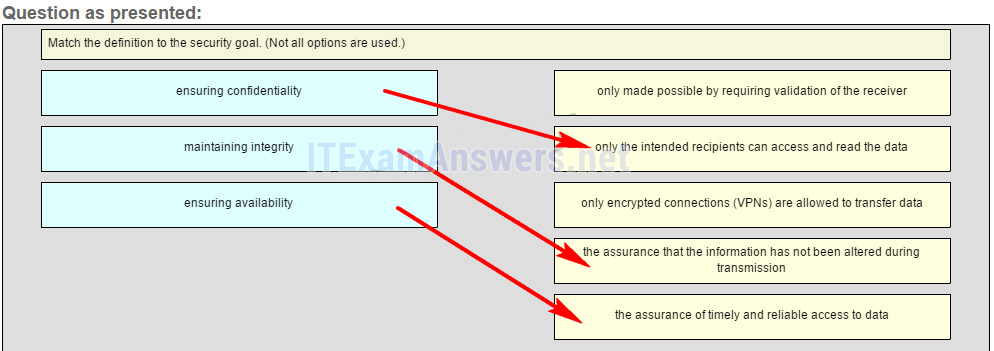 Question as presented:
Match the definition to the security goal. (Not all options are used.)
ensuring confidentiality
only made possible by requiring validation of the receiver
maintaining integrity
only the intended recipients can access and read the data
ITExamAnswers.net
ensuring availability
only encrypted connections (VPNs) are allowed to transfer data
the assurance that the information has not been altered during
transmission
the assurance of timely and reliable access to data